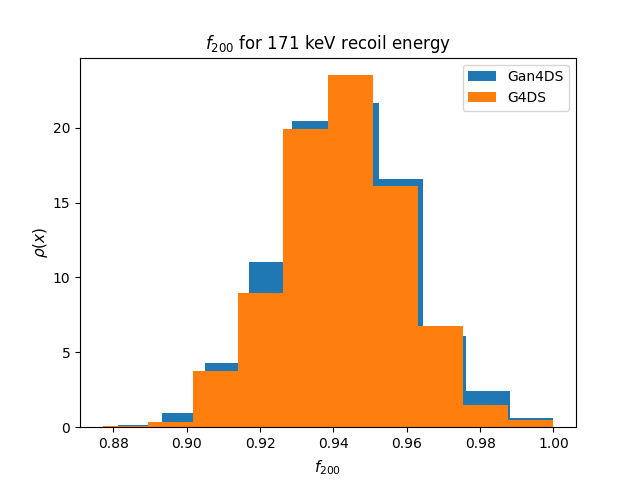 f₂₀₀ for 171 keV recoil energy
Gan4DS
G4DS
ρ(x)
20
15
10
5
0
0.88 0.90 0.92 0.94 0.96 0.98 1.00
f₂₀₀